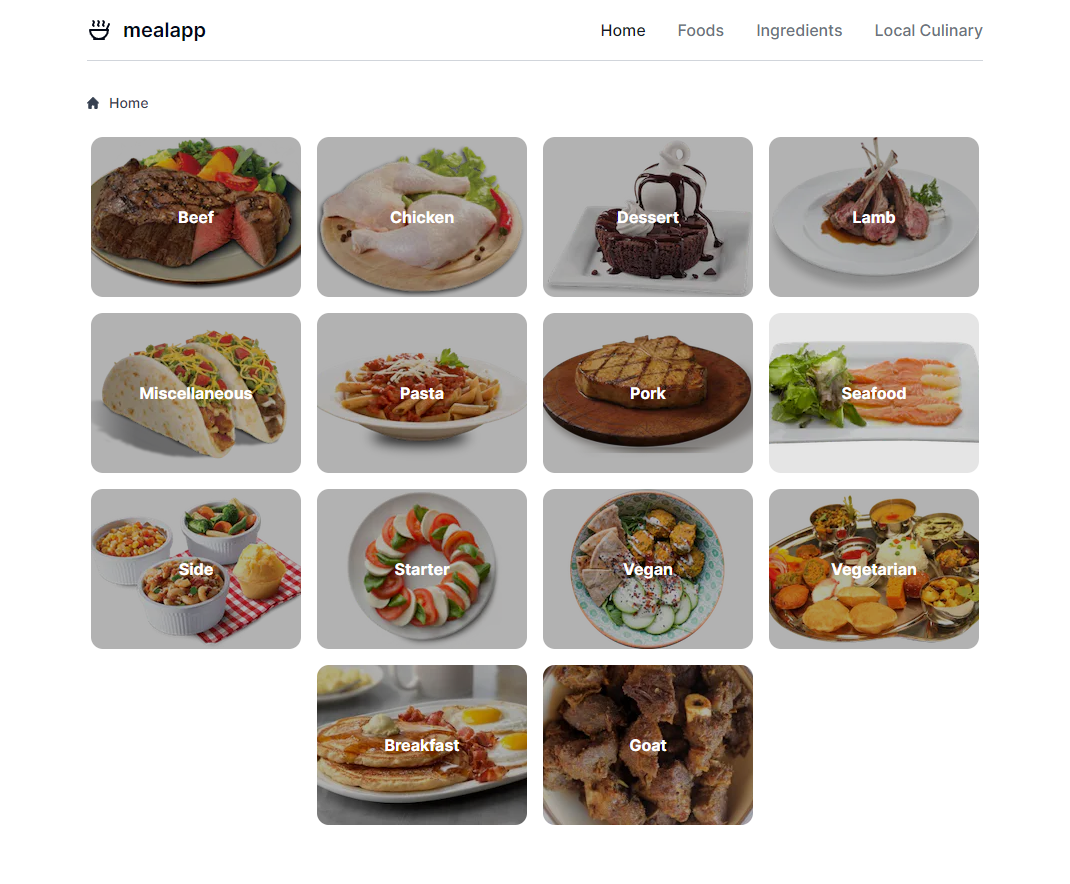 mealapp
Home Foods Ingredients Local Culinary
Home
Beef Chicken Dessert Lamb
Miscellaneous Pasta Pork Seafood
Side Starter Vegan Vegetarian
Breakfast Goat